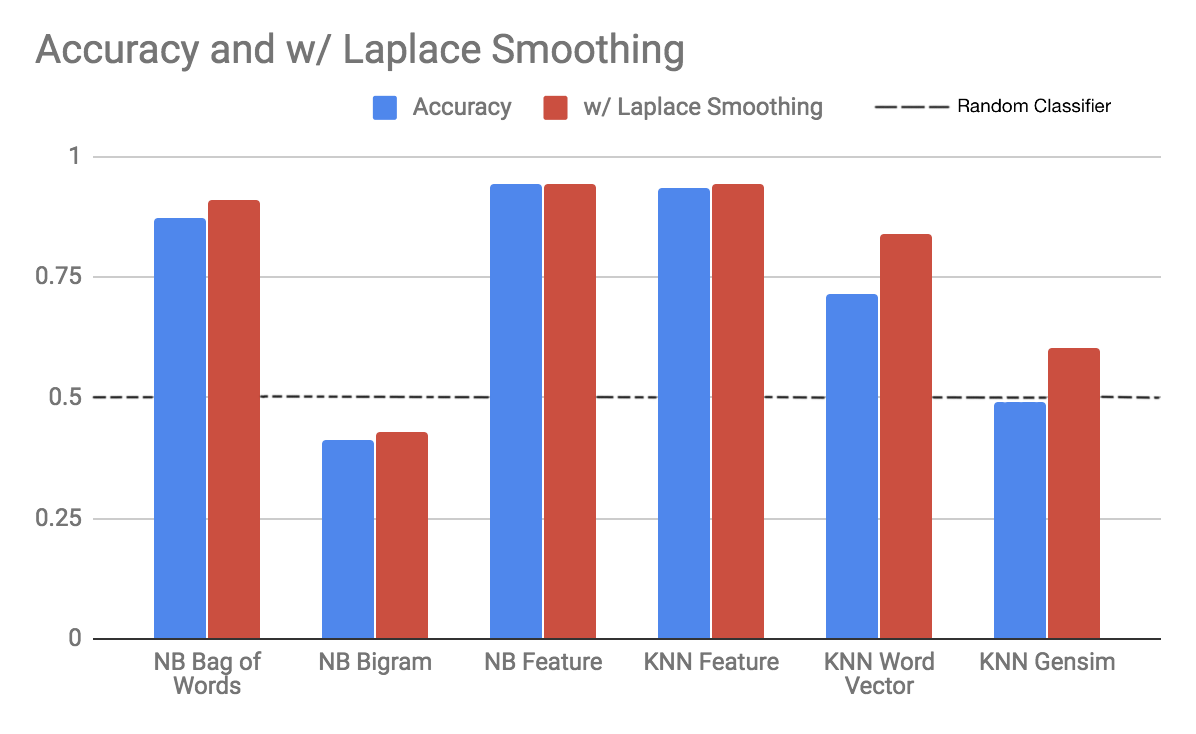 Accuracy and w/ Laplace Smoothing
Accuracy w/ Laplace Smoothing Random Classifier
1
0.75
0.5
0.25
0
NB Bag of Words
NB Bigram
NB Feature
KNN Feature
KNN Word Vector
KNN Gensim